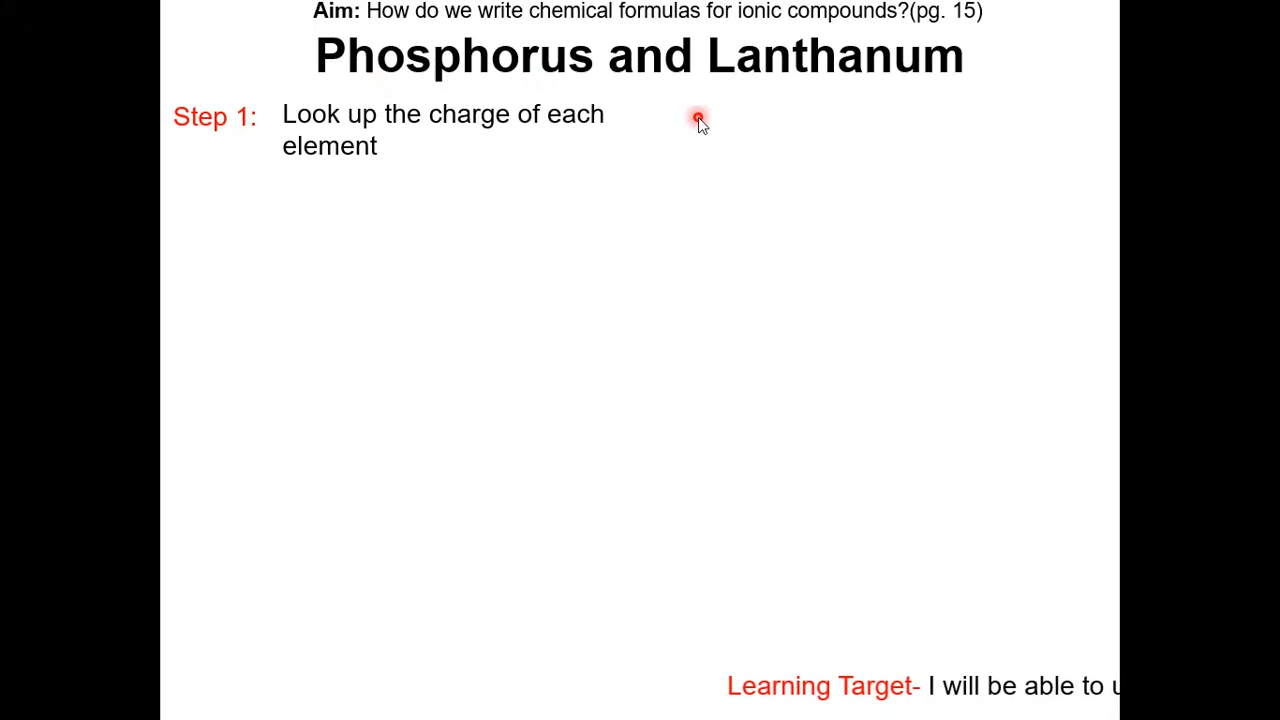 Aim: How do we write chemical formulas for ionic compounds?(pg. 15)
Phosphorus and Lanthanum
Step 1: Look up the charge of each
element
Learning Target- I will be able to